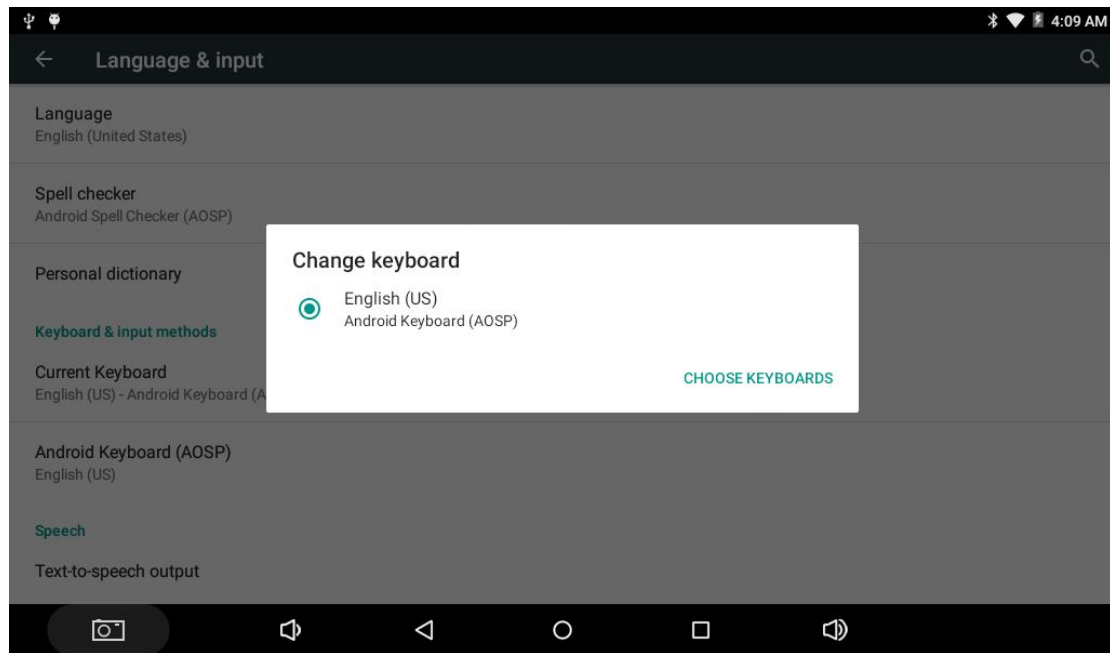 4:09 AM
Language & input
Language
English (United States)
Spell checker
Android Spell Checker (AOSP)
Personal dictionary
Change keyboard
English (US)
Android Keyboard (AOSP)
CHOOSE KEYBOARDS
Keyboard & input methods
Current Keyboard
English (US) - Android Keyboard (A
Android Keyboard (AOSP)
English (US)
Speech
Text-to-speech output